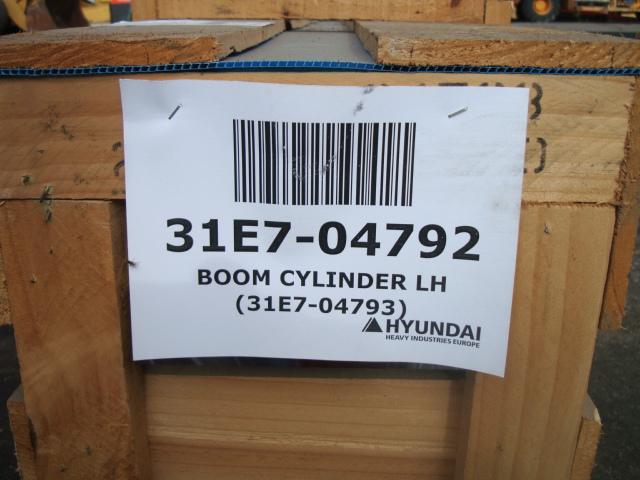 31E7-04792
BOOM CYLINDER LH
(31E7-04793)
HYUNDAI
HEAVY INDUSTRIES EUROPE